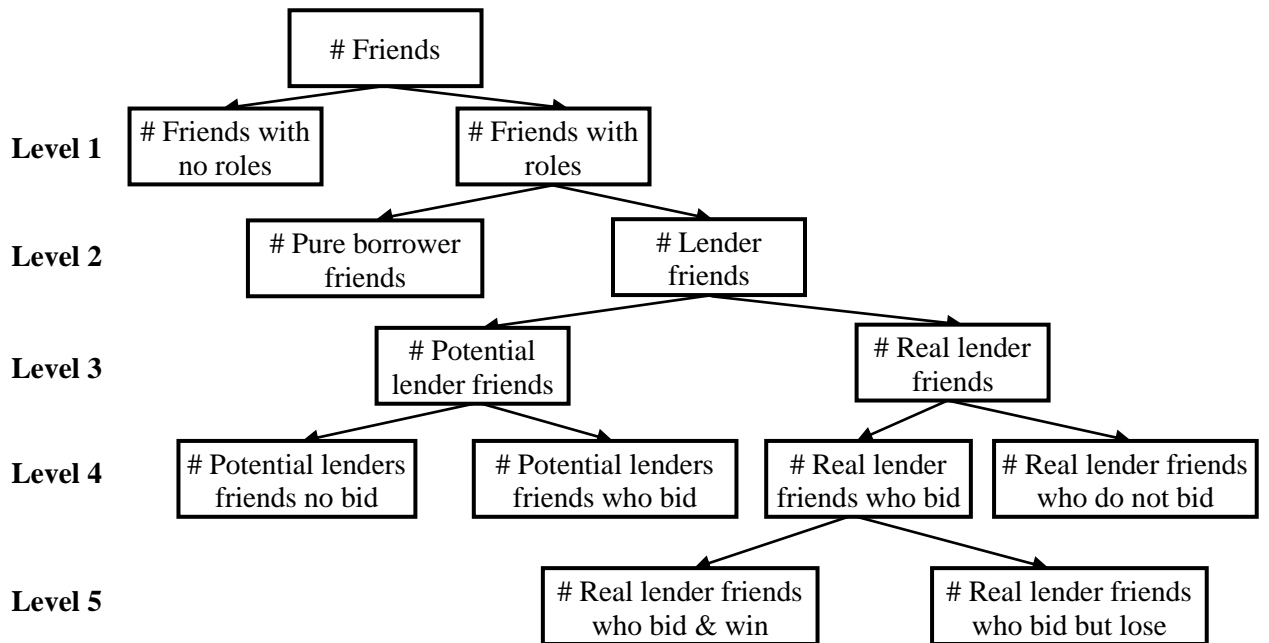 # Friends
Level 1
# Friends with
no roles
# Friends with
roles
Level 2
# Pure borrower
friends
# Lender
friends
Level 3
# Potential
lender friends
# Real lender
friends
Level 4
# Potential lenders
friends no bid
# Potential lenders
friends who bid
# Real lender
friends who bid
# Real lender friends
who do not bid
Level 5
# Real lender friends
who bid & win
# Real lender friends
who bid but lose